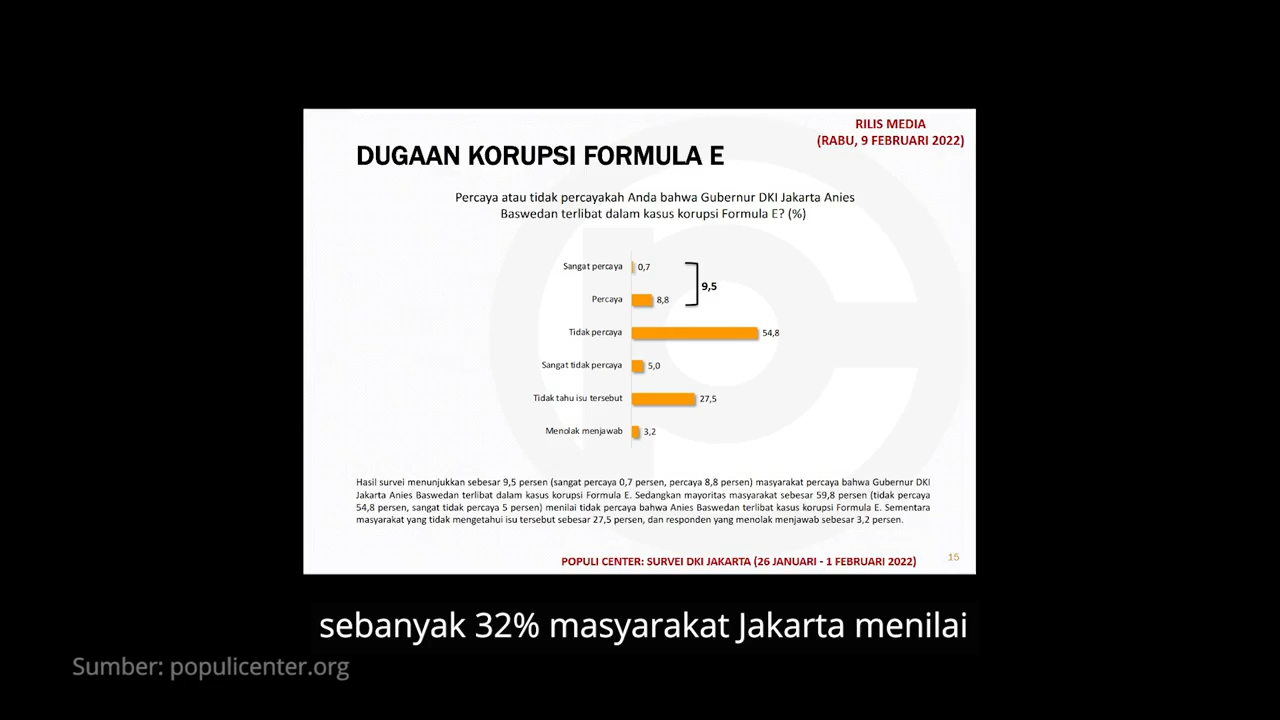 RILIS MEDIA
(RABU, 9 FEBRUARI 2022)
DUGAAN KORUPSI FORMULA E
Percaya atau tidak percayakah Anda bahwa Gubernur DKI Jakarta Anies
Baswedan terlibat dalam kasus korupsi Formula E? (%)
Sangat percaya 0,7
9,5
Percaya 8,8
Tidak percaya 54,8
Sangat tidak percaya 5,0
Tidak tahu isu tersebut 27,5
Menolak menjawab 3,2
Hasil survei menunjukkan sebesar 9,5 persen (sangat percaya 0,7 persen, percaya 8,8 persen) masyarakat percaya bahwa Gubernur DKI
Jakarta Anies Baswedan terlibat dalam kasus korupsi Formula E. Sedangkan mayoritas masyarakat sebesar 59,8 persen (tidak percaya
54,8 persen, sangat tidak percaya 5 persen) menilai tidak percaya bahwa Anies Baswedan terlibat kasus korupsi Formula E. Sementara
masyarakat yang tidak mengetahui isu tersebut sebesar 27,5 persen, dan responden yang menolak menjawab sebesar 3,2 persen.
POPULI CENTER: SURVEI DKI JAKARTA (26 JANUARI - 1 FEBRUARI 2022)
15
sebanyak 32% masyarakat Jakarta menilai
Sumber: populicenter.org